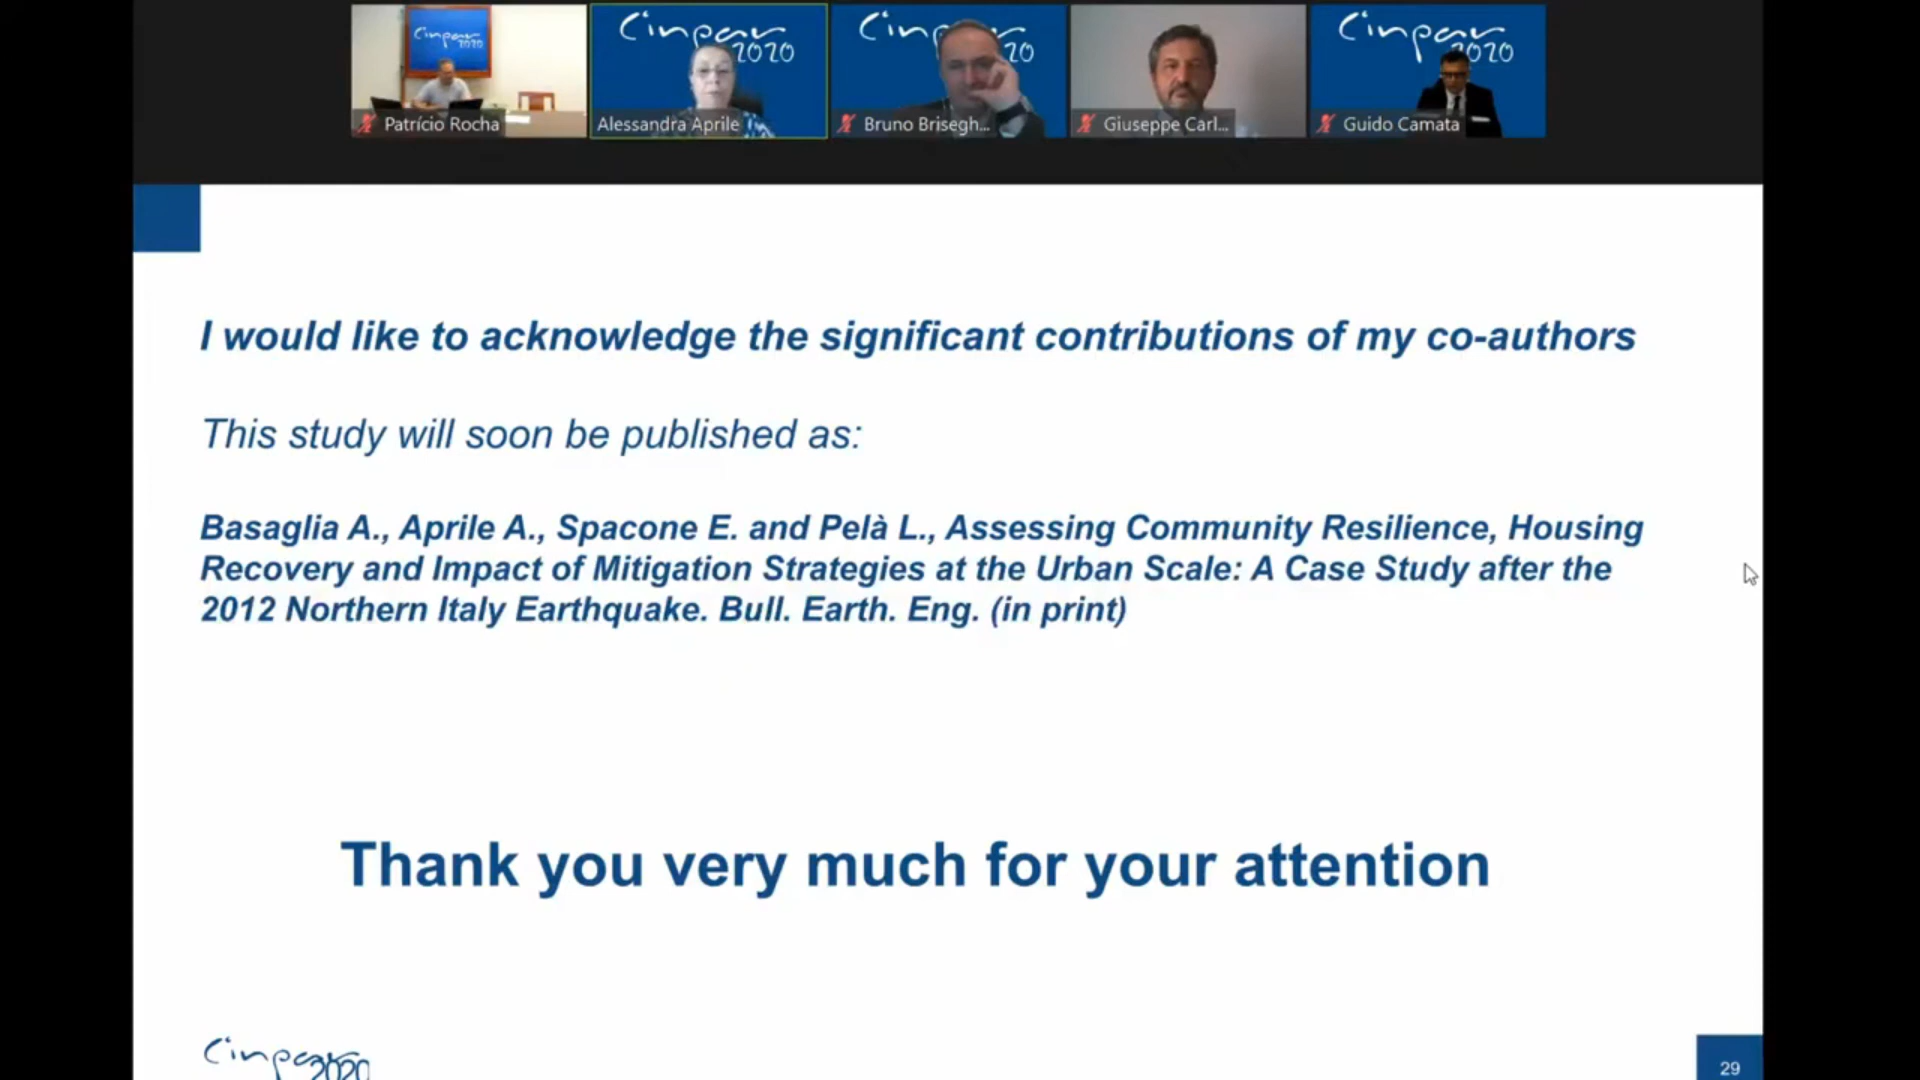 Cinpar
2020
Patrício Rocha
Cinpar
2020
Alessandra Aprile
Cinp
20
Bruno Brisegh...
Giuseppe Carl...
Cinpar
2020
Guido Camata
I would like to acknowledge the significant contributions of my co-authors
This study will soon be published as:
Basaglia A., Aprile A., Spacone E. and Pelà L., Assessing Community Resilience, Housing
Recovery and Impact of Mitigation Strategies at the Urban Scale: A Case Study after the
2012 Northern Italy Earthquake. Bull. Earth. Eng. (in print)
Thank you very much for your attention
Cinpar
2020
29